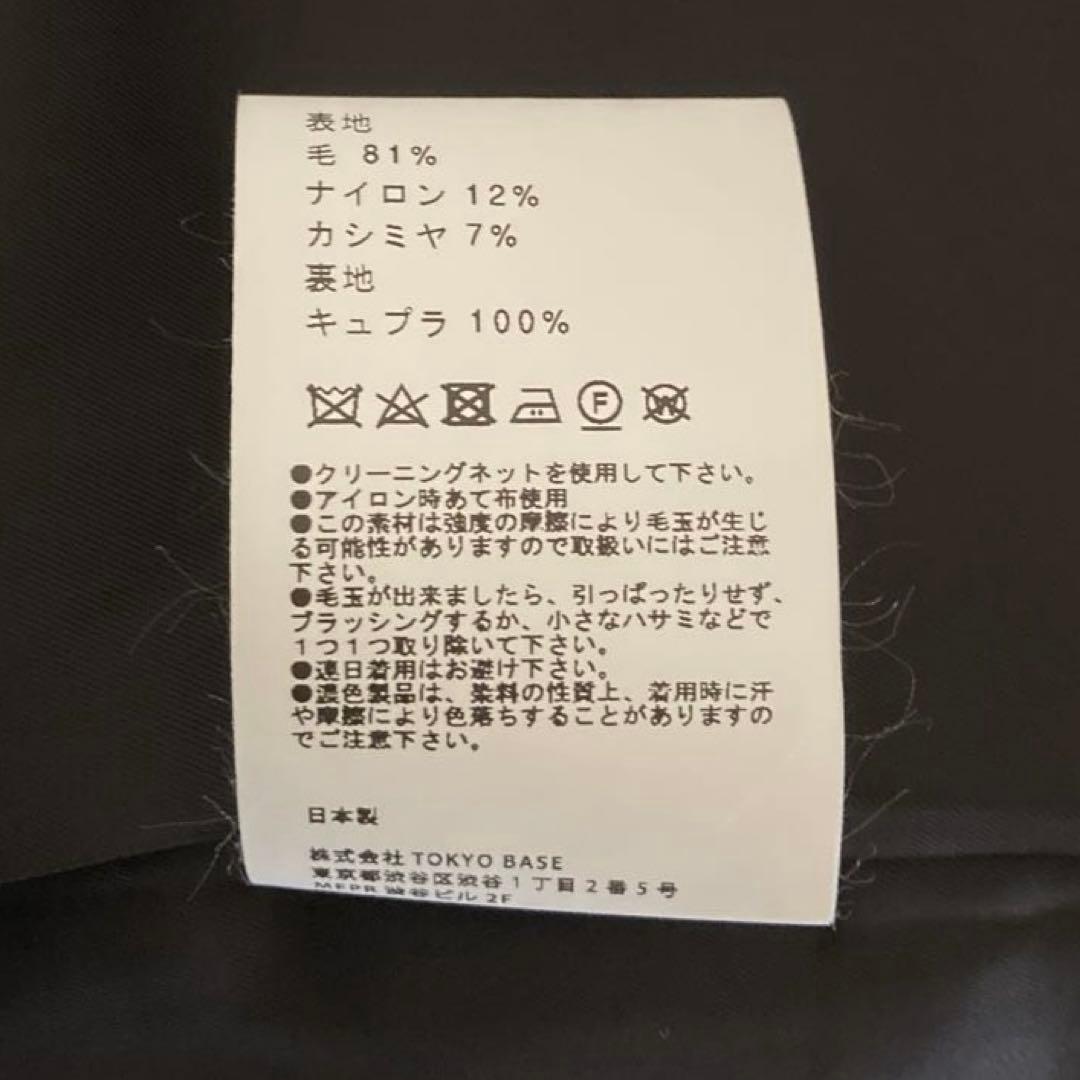 表地
毛 81%
ナイロン 12%
カシミヤ 7%
裏地
キュプラ 100%
F
W
●クリーニングネットを使用して下さい。
●アイロン時あて布使用
●この素材は強度の摩擦により毛玉が生じ
る可能性がありますので取扱いにはご注意
下さい。
●毛玉が出来ましたら、引っぱったりせず、
ブラッシングするか、小さなハサミなどで
1つ1つ取り除いて下さい。
●連日着用はお避け下さい。
●濃色製品は、染料の性質上、着用時に汗
や摩擦により色落ちすることがありますの
でご注意下さい。
日本製
株式会社 TOKYO BASE
東京都渋谷区渋谷1丁目2番5号
MFPR 渋谷ビル 2F